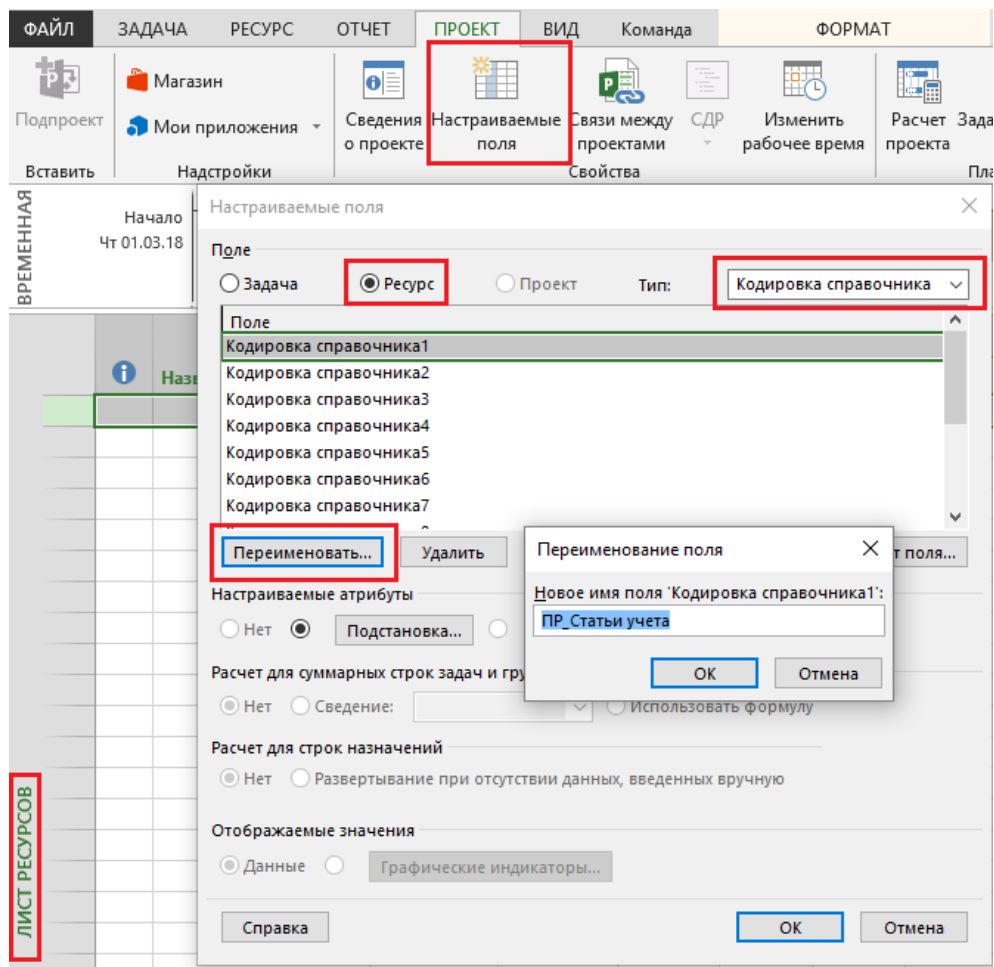 ФАЙЛ ЗАДАЧА РЕСУРС ОТЧЕТ ПРОЕКТ ВИД Команда ФОРМАТ
Подпроект
Магазин
Мои приложения
Сведения о проекте
Настраиваемые поля
Связи между проектами
СДР
Изменить рабочее время
Расчет проекта
Зада
Вставить Надстройки Свойства Пла
ВРЕМЕННАЯ
Начало
Чт 01.03.18
Назв
ЛИСТ РЕСУРСОВ
Настраиваемые поля
Поле
Задача Ресурс Проект Тип: Кодировка справочника
Поле
Кодировка справочника1
Кодировка справочника2
Кодировка справочника3
Кодировка справочника4
Кодировка справочника5
Кодировка справочника6
Кодировка справочника7
Переименовать... Удалить т поля...
Переименование поля
Новое имя поля 'Кодировка справочника1':
ПР_Статьи учета
ОК Отмена
Настраиваемые атрибуты
Нет Подстановка...
Расчет для суммарных строк задач и гру
Нет Сведение: Использовать формулу
Расчет для строк назначений
Нет Развертывание при отсутствии данных, введенных вручную
Отображаемые значения
Данные Графические индикаторы...
Справка ОК Отмена